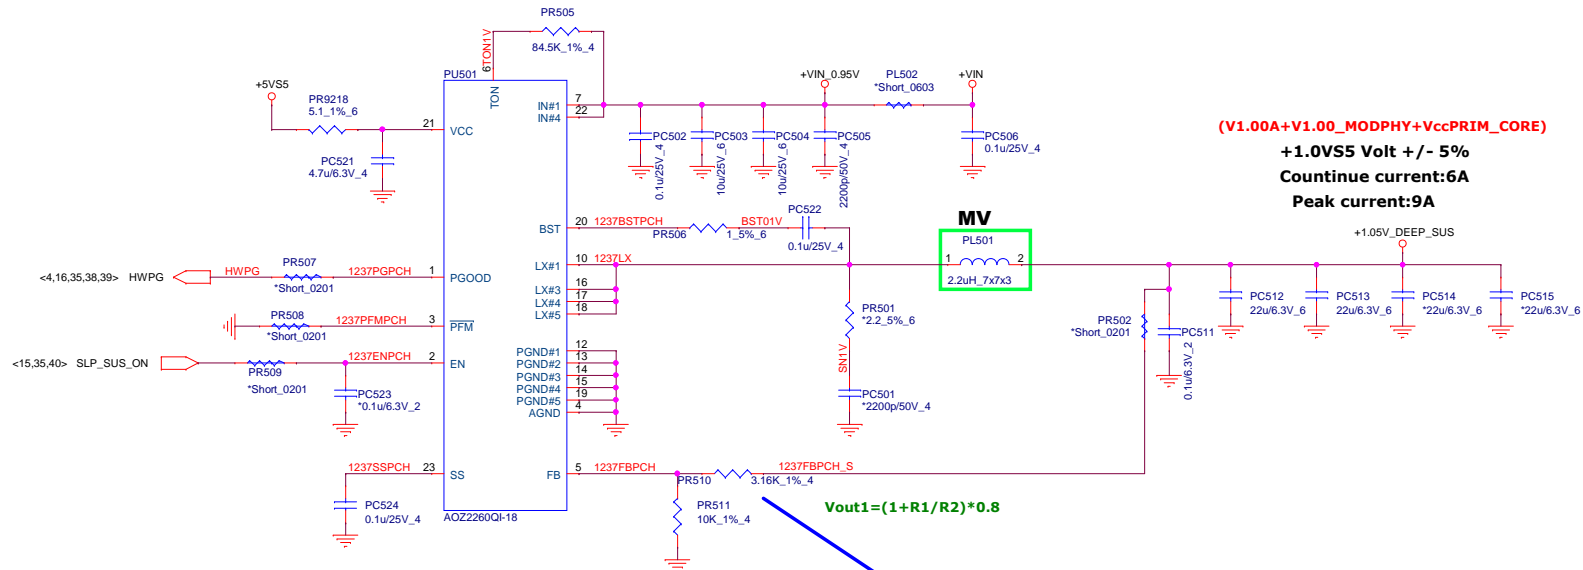 PR505
84.5K_1%_4
TON1V
6
TON
PU501
+5VS5
PR9218
5.1_1%_6
21
VCC
PC521
4.7u/6.3V_4
IN#1
7
IN#4
22
+VIN_0.95V
PL502
*Short_0603
+VIN
PC502
0.1u/25V_4
PC503
10u/25V_6
PC504
10u/25V_6
PC505
2200p/50V_4
PC506
0.1u/25V_4
(V1.00A+V1.00_MODPHY+VccPRIM_CORE)
+1.0VS5 Volt +/- 5%
Countinue current:6A
Peak current:9A
BST
20
1237BSTPCH
PR506
1_5%_6
BST01V
PC522
0.1u/25V_4
MV
PL501
1
2
2.2uH_7x7x3
+1.05V_DEEP_SUS
LX#1
10
1237LX
LX#3
16
LX#4
17
LX#5
18
<4,16,35,38,39>
HWPG
HWPG
PR507
*Short_0201
1237PGPCH
1
PGOOD
PR508
*Short_0201
1237PFMPCH
3
PFM
<15,35,40>
SLP_SUS_ON
PR509
*Short_0201
1237ENPCH
2
EN
PC523
*0.1u/6.3V_2
PR501
*2.2_5%_6
SN1V
PC501
*2200p/50V_4
PR502
*Short_0201
PC511
0.1u/6.3V_2
PC512
22u/6.3V_6
PC513
22u/6.3V_6
PC514
*22u/6.3V_6
PC515
*22u/6.3V_6
PGND#1
12
PGND#2
13
PGND#3
14
PGND#4
15
PGND#5
19
AGND
4
1237SSPCH
23
SS
PC524
0.1u/25V_4
FB
5
1237FBPCH
PR510
3.16K_1%_4
1237FBPCH_S
PR511
10K_1%_4
Vout1=(1+R1/R2)*0.8
AOZ2260QI-18